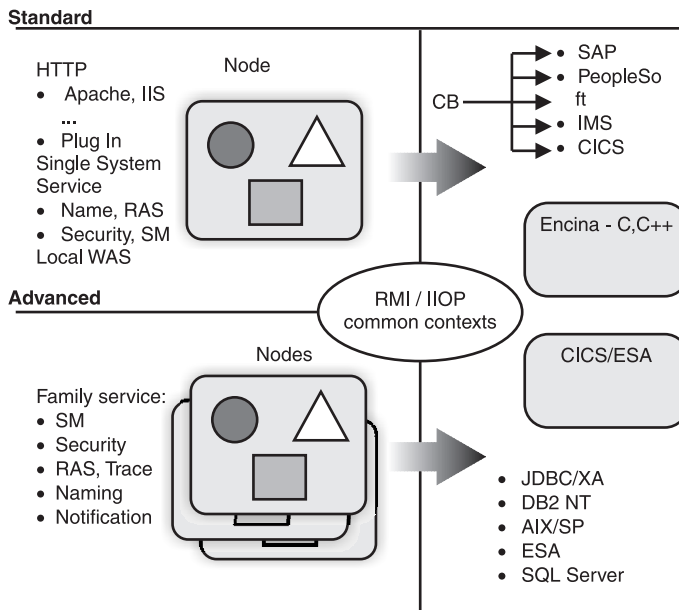 Standard
HTTP
• Apache, IIS
...
• Plug In
Single System
Service
• Name, RAS
• Security, SM
Local WAS
Node
CB
• SAP
• PeopleSo
ft
• IMS
• CICS
Encina - C,C++
RMI / IIOP
common contexts
CICS/ESA
Advanced
Nodes
Family service:
• SM
• Security
• RAS, Trace
• Naming
• Notification
• JDBC/XA
• DB2 NT
• AIX/SP
• ESA
• SQL Server